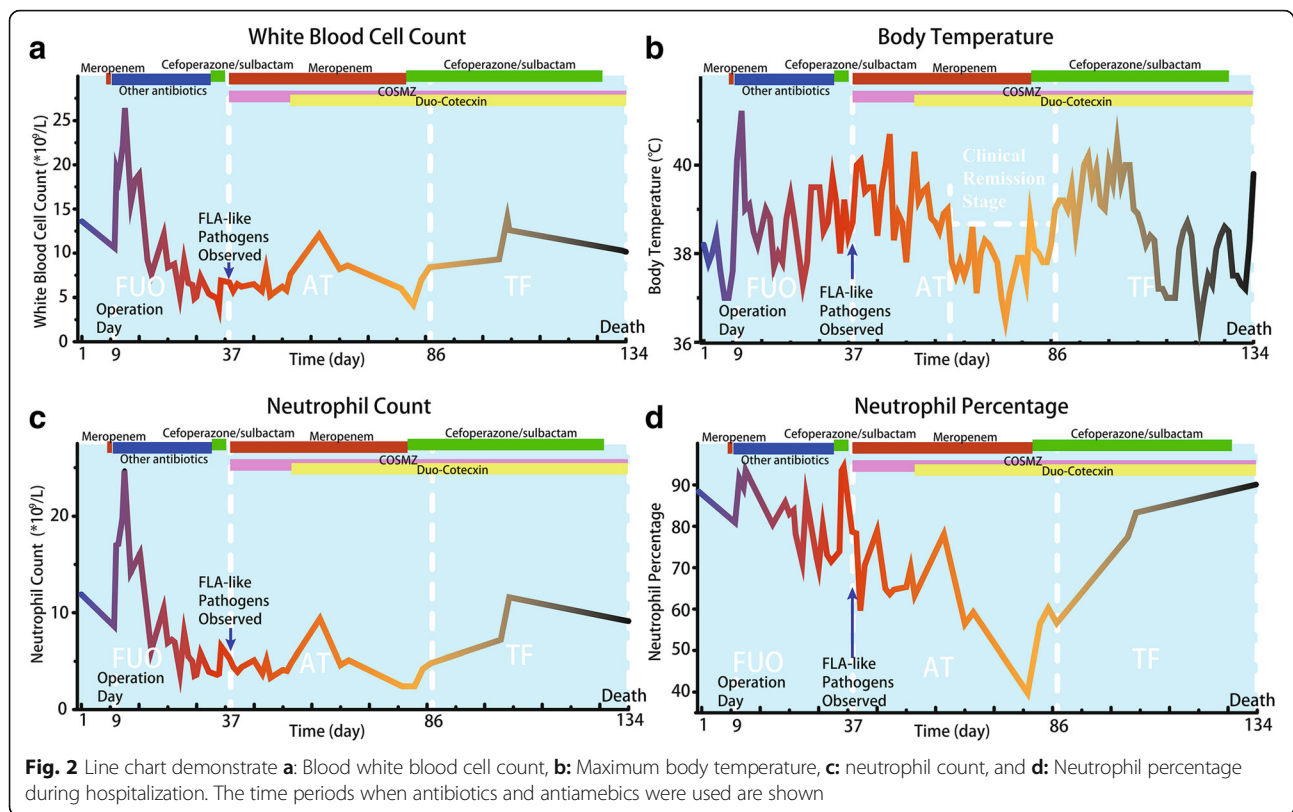 a
White Blood Cell Count
Cefoperazone/sulbactam
Meropenem
Meropenem
Cefoperazone/sulbactam
Other antibiotics
COSMZ
Duo-Cotecxin
White Blood Cell Count (*10⁹/L)
25
20
15
10
5
0
FLA-like
Pathogens
Observed
FUO
AT
TF
Operation
Day
Death
1
9
37
86
134
Time (day)
b
Body Temperature
Cefoperazone/sulbactam
Meropenem
Meropenem
Cefoperazone/sulbactam
Other antibiotics
COSMZ
Duo-Cotecxin
Body Temperature (℃)
40
38
36
Clinical
Remission
Stage
FUO
AT
TF
Operation
Day
FLA-like
Pathogens
Observed
Death
1
9
37
86
134
Time (day)
c
Neutrophil Count
Cefoperazone/sulbactam
Meropenem
Meropenem
Cefoperazone/sulbactam
Other antibiotics
COSMZ
Duo-Cotecxin
Neutrophil Count (*10⁹/L)
20
10
0
FLA-like
Pathogens
Observed
FUO
AT
TF
Operation
Day
Death
1
9
37
86
134
Time (day)
d
Neutrophil Percentage
Cefoperazone/sulbactam
Meropenem
Meropenem
Cefoperazone/sulbactam
Other antibiotics
COSMZ
Duo-Cotecxin
Neutrophil Percentage
90
80
70
60
50
40
FUO
AT
TF
Operation
Day
FLA-like
Pathogens
Observed
Death
1
9
37
86
134
Time (day)
Fig. 2 Line chart demonstrate a: Blood white blood cell count, b: Maximum body temperature, c: neutrophil count, and d: Neutrophil percentage
during hospitalization. The time periods when antibiotics and antiamebics were used are shown